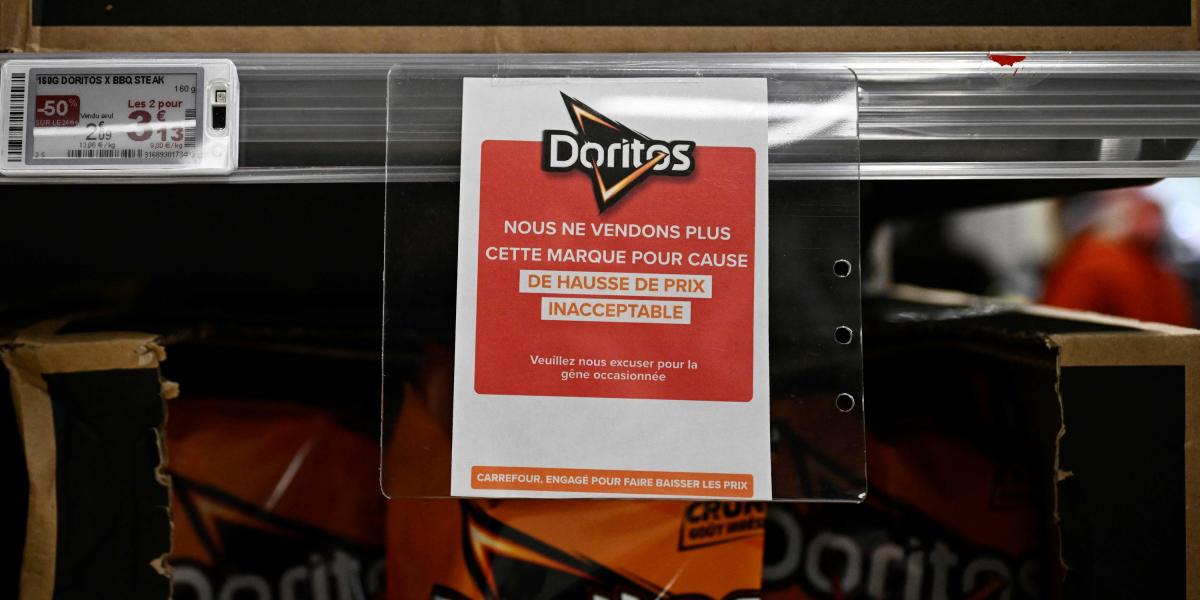 160G DORITOS X BBQ STEAK
160 g
-50%
SUR LE 2ème
Vendu seul
2€09
13,06 € /kg
Les 2 pour
3€13
9,80 € /kg
Doritos
NOUS NE VENDONS PLUS
CETTE MARQUE POUR CAUSE
DE HAUSSE DE PRIX
INACCEPTABLE
Veuillez nous excuser pour la
gêne occasionnée
CARREFOUR, ENGAGÉ POUR FAIRE BAISSER LES PRIX
Doritos